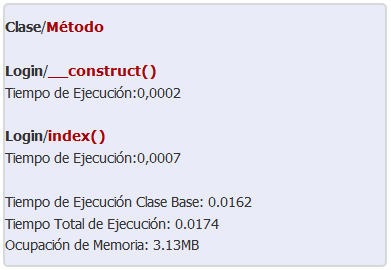 Clase/Método
Login/__construct()
Tiempo de Ejecución:0,0002
Login/index()
Tiempo de Ejecución:0,0007
Tiempo de Ejecución Clase Base: 0.0162
Tiempo Total de Ejecución: 0.0174
Ocupación de Memoria: 3.13MB